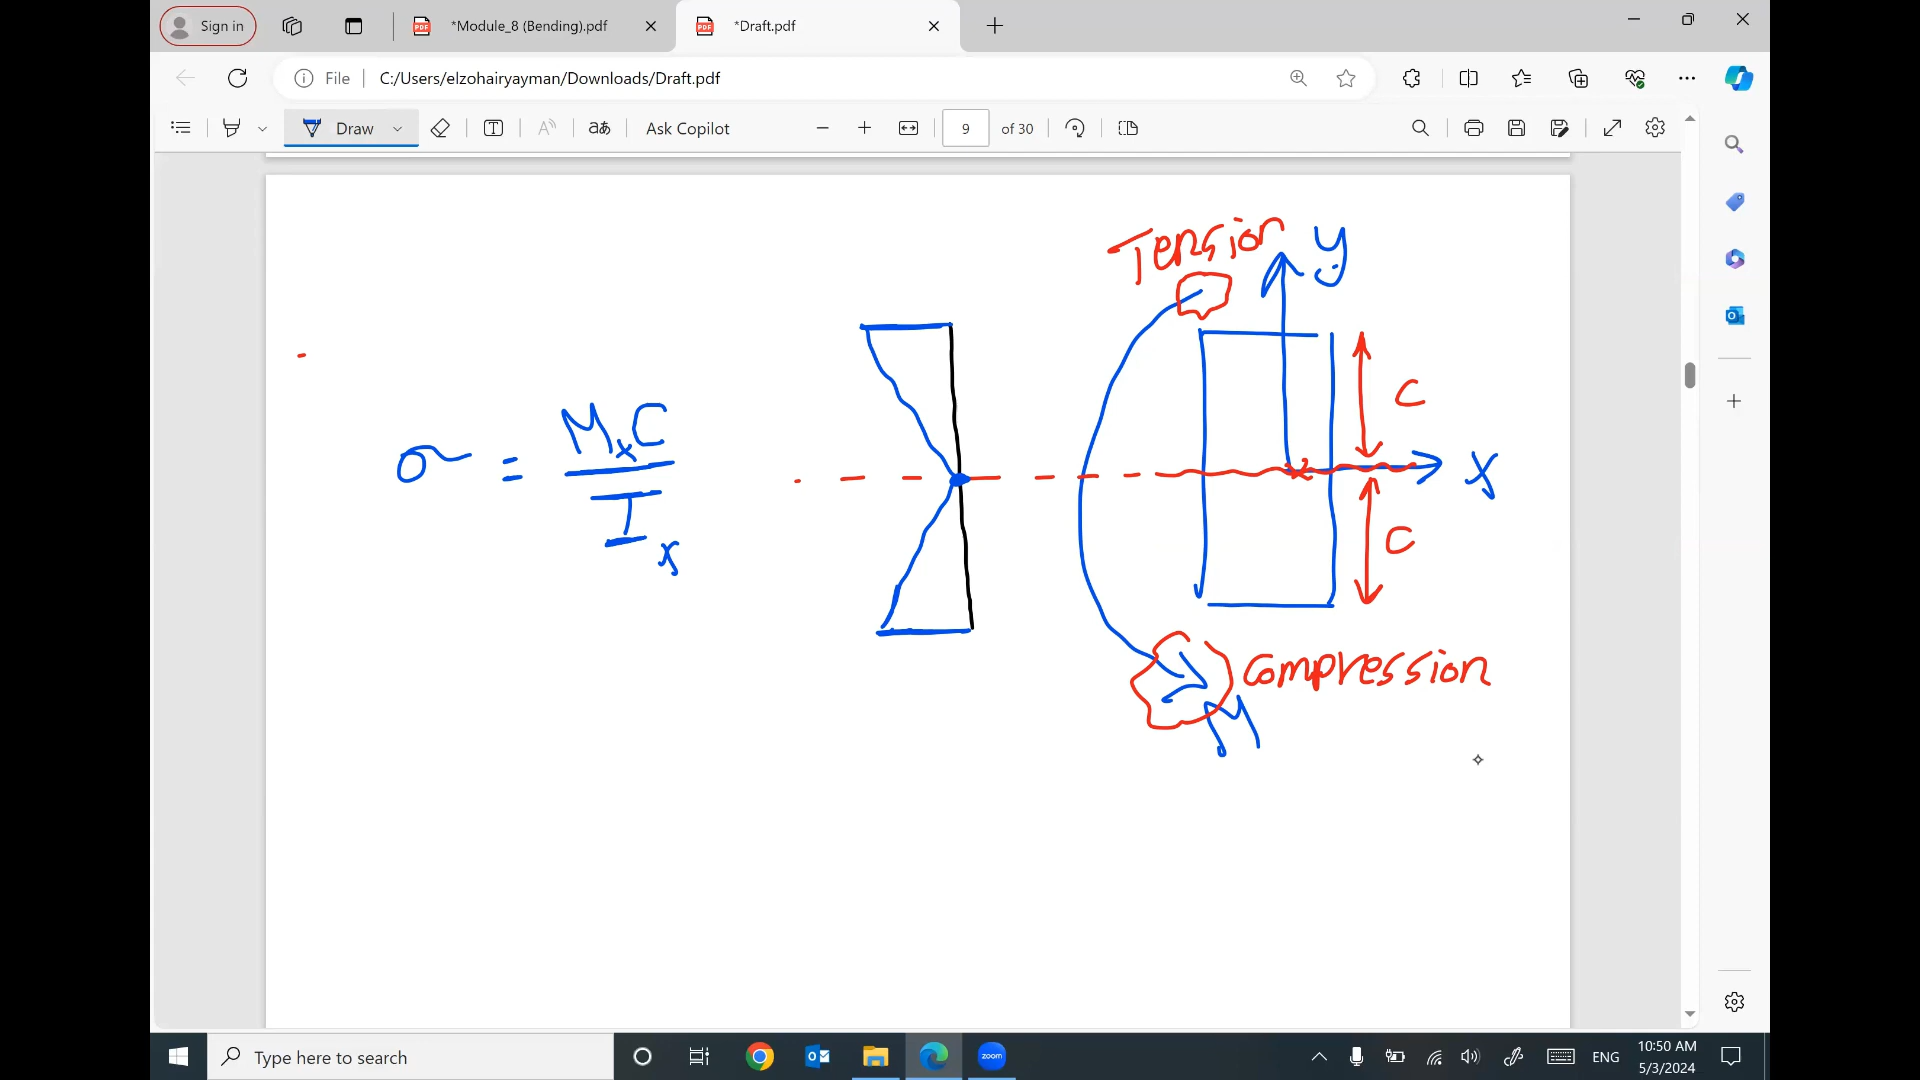 Sign in
*Module_8 (Bending).pdf
*Draft.pdf
File
C:/Users/elzohairyayman/Downloads/Draft.pdf
Draw
Ask Copilot
9
of 30
Tension
y
C
σ = MxC
Ix
x
C
Compression
M
Type here to search
zoom
ENG
10:50 AM
5/3/2024